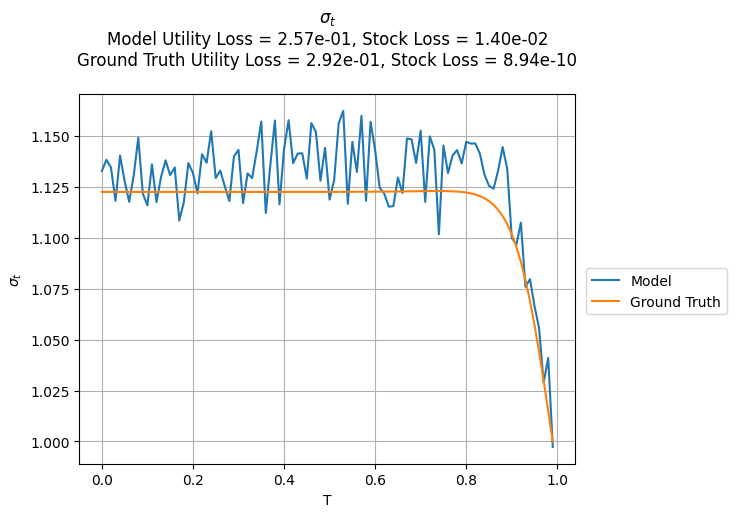 σ_t
Model Utility Loss = 2.57e-01, Stock Loss = 1.40e-02
Ground Truth Utility Loss = 2.92e-01, Stock Loss = 8.94e-10
1.150
1.125
1.100
1.075
1.050
1.025
1.000
σ_t
0.0 0.2 0.4 0.6 0.8 1.0
T
Model
Ground Truth